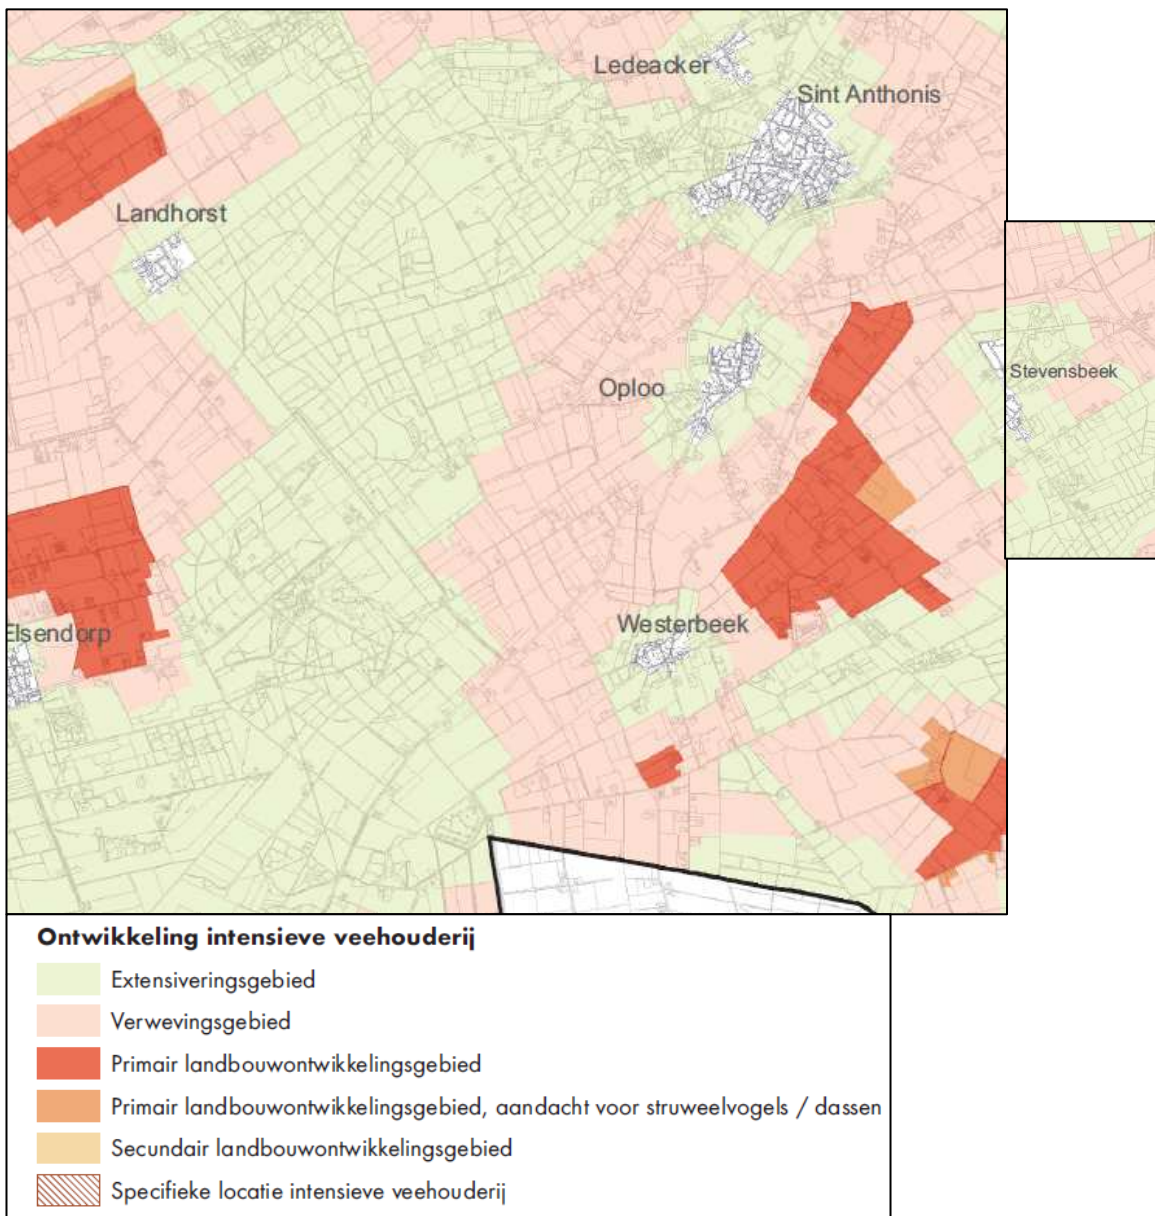 Ledeacker
Sint Anthonis
Landhorst
Oploo
Stevensbeek
Elsendorp
Westerbeek
Ontwikkeling intensieve veehouderij
Extensiveringsgebied
Verwevingsgebied
Primair landbouwontwikkelingsgebied
Primair landbouwontwikkelingsgebied, aandacht voor struweelvogels / dassen
Secundair landbouwontwikkelingsgebied
Specifieke locatie intensieve veehouderij